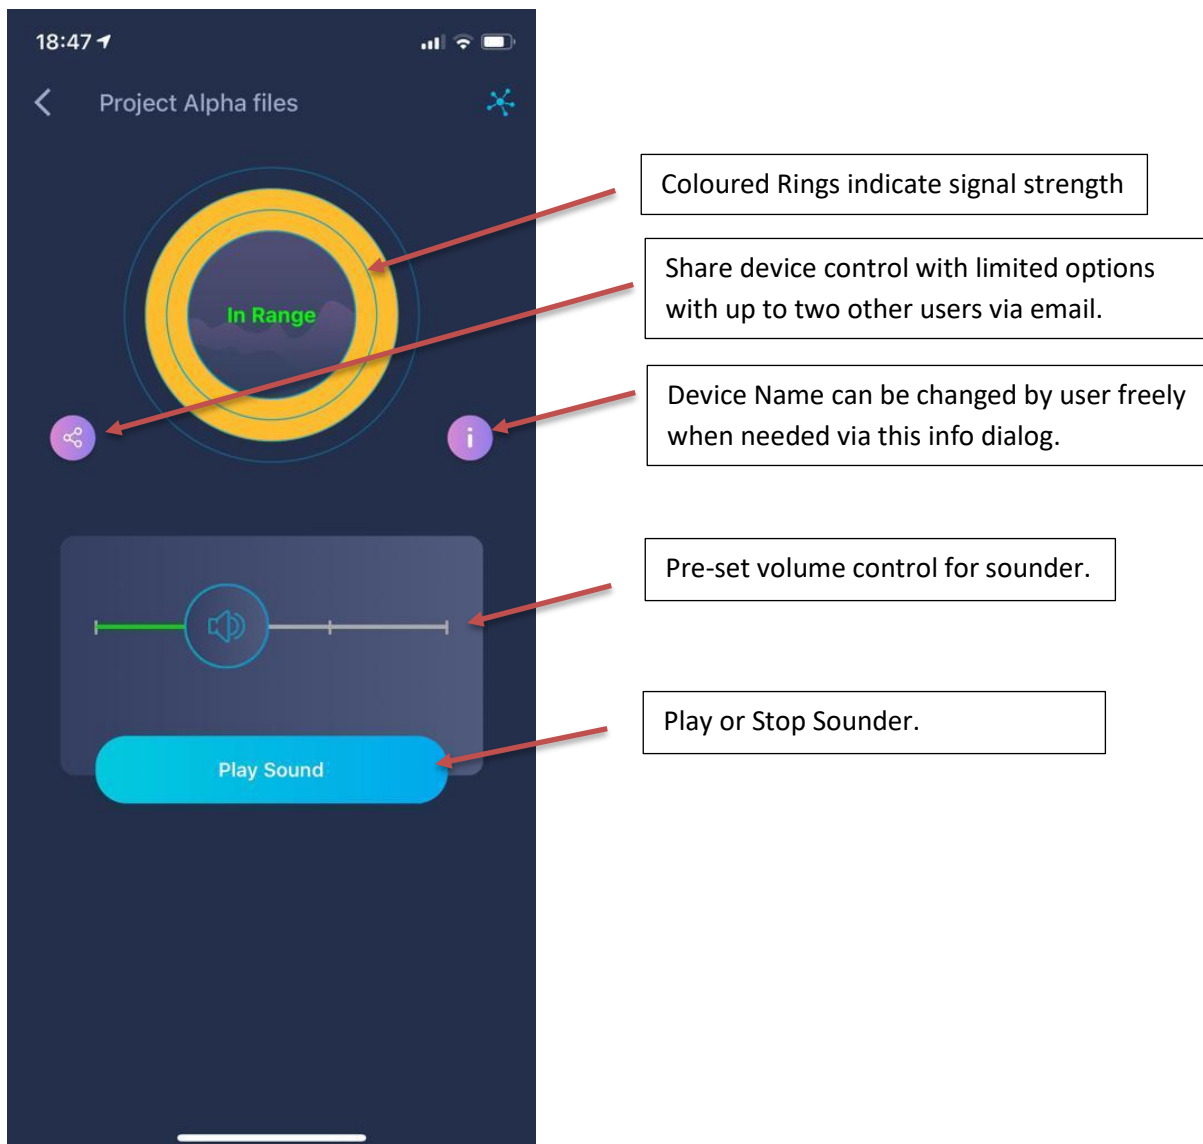 18:47
Project Alpha files
Coloured Rings indicate signal strength
Share device control with limited options
with up to two other users via email.
In Range
Device Name can be changed by user freely
when needed via this info dialog.
Pre-set volume control for sounder.
Play or Stop Sounder.
Play Sound